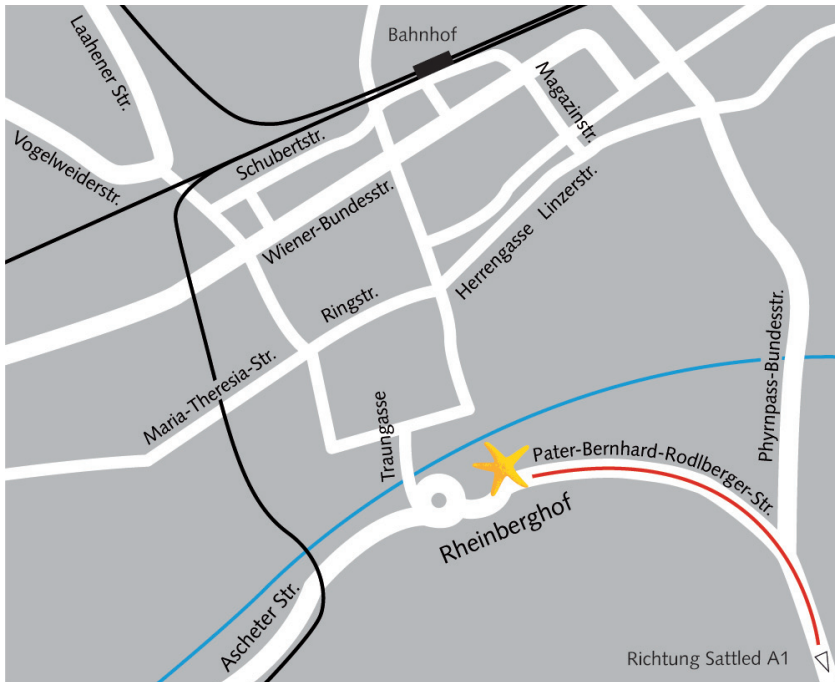 Bahnhof
Laahener Str.
Magazinstr.
Vogelweiderstr.
Schubertstr.
Wiener-Bundesstr.
Herrengasse
Linzerstr.
Ringstr.
Maria-Theresia-Str.
Phyrnpass-Bundesstr.
Traungasse
Pater-Bernhard-Rodlberger-Str.
Rheinberghof
Ascheter Str.
Richtung Sattled A1